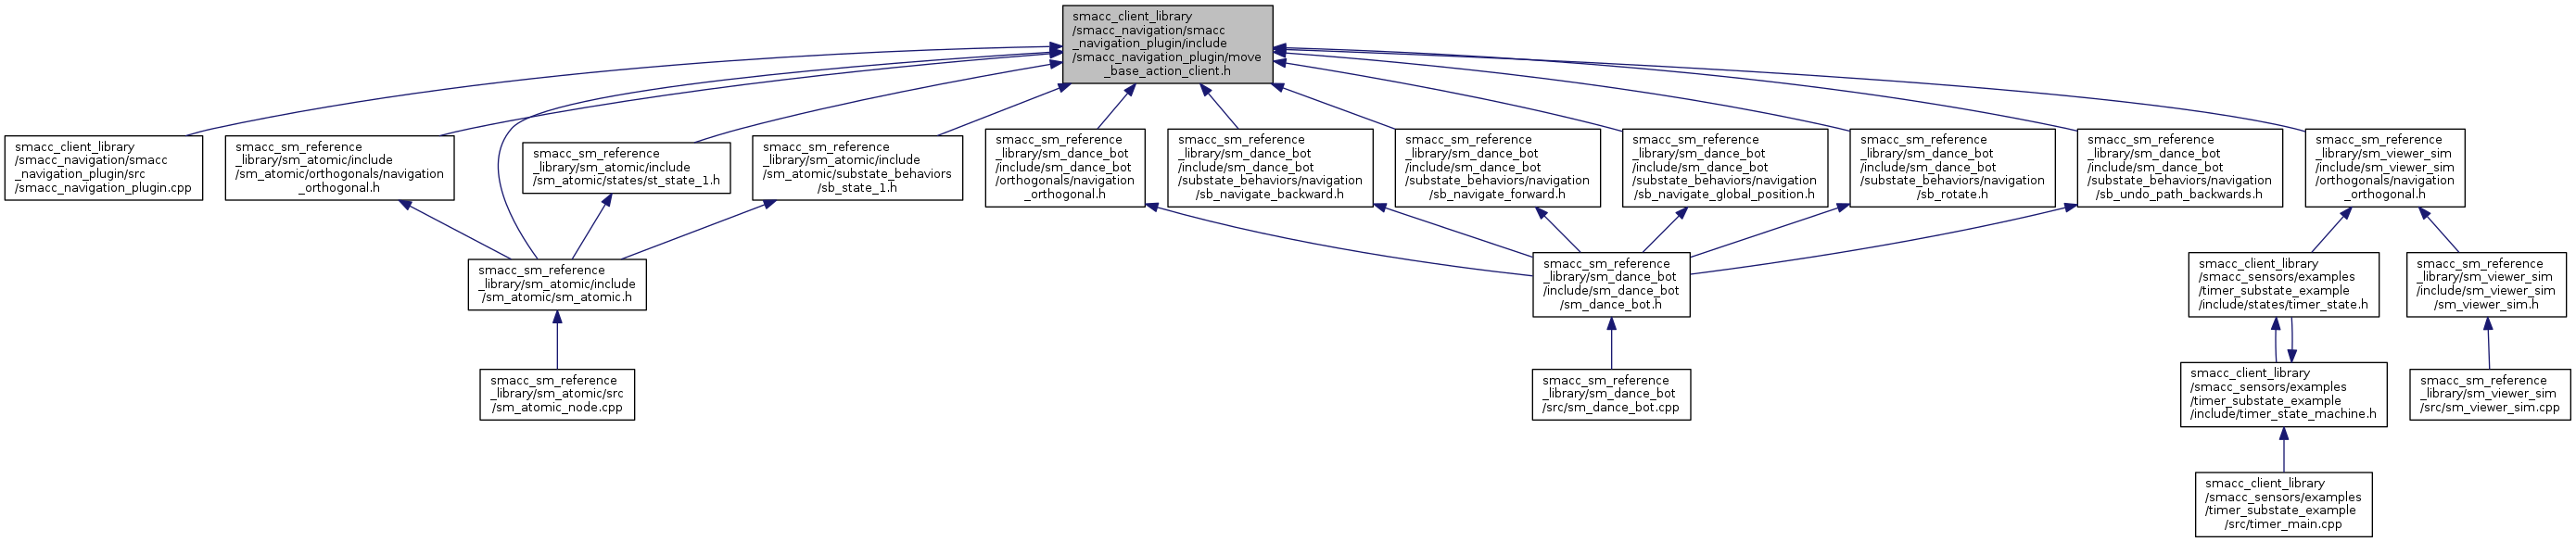 smacc_client_library
/smacc_navigation/smacc
_navigation_plugin/include
/smacc_navigation_plugin/move
_base_action_client.h
smacc_client_library
/smacc_navigation/smacc
_navigation_plugin/src
/smacc_navigation_plugin.cpp
smacc_sm_reference
_library/sm_atomic/include
/sm_atomic/orthogonals/navigation
_orthogonal.h
smacc_sm_reference
_library/sm_atomic/include
/sm_atomic/states/st_state_1.h
smacc_sm_reference
_library/sm_atomic/include
/sm_atomic/substate_behaviors
/sb_state_1.h
smacc_sm_reference
_library/sm_dance_bot
/include/sm_dance_bot
/orthogonals/navigation
_orthogonal.h
smacc_sm_reference
_library/sm_dance_bot
/include/sm_dance_bot
/substate_behaviors/navigation
/sb_navigate_backward.h
smacc_sm_reference
_library/sm_dance_bot
/include/sm_dance_bot
/substate_behaviors/navigation
/sb_navigate_forward.h
smacc_sm_reference
_library/sm_dance_bot
/include/sm_dance_bot
/substate_behaviors/navigation
/sb_navigate_global_position.h
smacc_sm_reference
_library/sm_dance_bot
/include/sm_dance_bot
/substate_behaviors/navigation
/sb_rotate.h
smacc_sm_reference
_library/sm_dance_bot
/include/sm_dance_bot
/substate_behaviors/navigation
/sb_undo_path_backwards.h
smacc_sm_reference
_library/sm_viewer_sim
/include/sm_viewer_sim
/orthogonals/navigation
_orthogonal.h
smacc_sm_reference
_library/sm_atomic/include
/sm_atomic/sm_atomic.h
smacc_sm_reference
_library/sm_dance_bot
/include/sm_dance_bot
/sm_dance_bot.h
smacc_client_library
/smacc_sensors/examples
/timer_substate_example
/include/states/timer_state.h
smacc_sm_reference
_library/sm_viewer_sim
/include/sm_viewer_sim
/sm_viewer_sim.h
smacc_sm_reference
_library/sm_atomic/src
/sm_atomic_node.cpp
smacc_sm_reference
_library/sm_dance_bot
/src/sm_dance_bot.cpp
smacc_client_library
/smacc_sensors/examples
/timer_substate_example
/include/timer_state_machine.h
smacc_sm_reference
_library/sm_viewer_sim
/src/sm_viewer_sim.cpp
smacc_client_library
/smacc_sensors/examples
/timer_substate_example
/src/timer_main.cpp